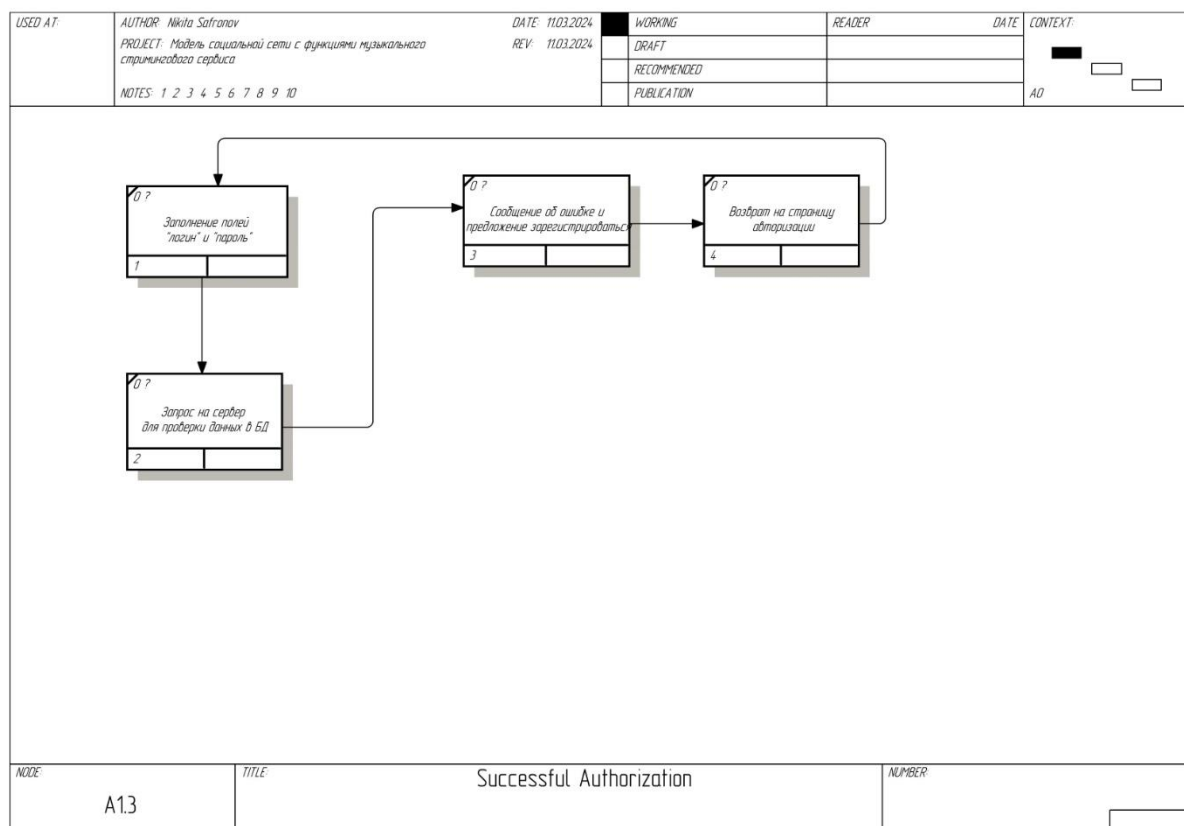 USED AT:
AUTHOR: Nikita Safronov
DATE: 11.03.2024
PROJECT: Модель социальной сети с функциями музыкального
стримингового сервиса
REV: 11.03.2024
NOTES: 1 2 3 4 5 6 7 8 9 10
WORKING
DRAFT
RECOMMENDED
PUBLICATION
READER
DATE
CONTEXT:
A0
0 ?
Заполнение полей
"логин" и "пароль"
1
0 ?
Сообщение об ошибке и
предложение зарегистрироваться
3
0 ?
Возврат на страницу
авторизации
4
0 ?
Запрос на сервер
для проверки данных в БД
2
NODE:
A1.3
TITLE:
Successful Authorization
NUMBER: